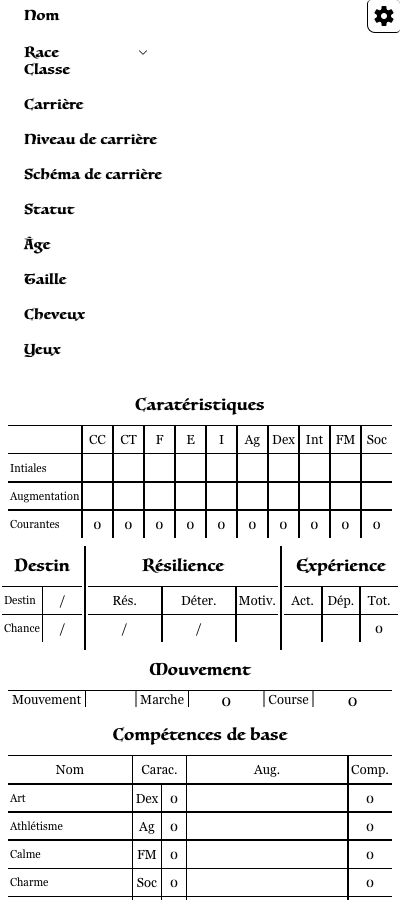 Nom
Race
Classe
Carrière
Niveau de carrière
Schéma de carrière
Statut
Âge
Taille
Cheveux
Yeux
Caratéristiques
CC CT F E I Ag Dex Int FM Soc
Intiales
Augmentation
Courantes 0 0 0 0 0 0 0 0 0 0
Destin Résilience Expérience
Destin / Rés. Déter. Motiv. Act. Dép. Tot.
Chance / / / 0
Mouvement
Mouvement Marche 0 Course 0
Compétences de base
Nom Carac. Aug. Comp.
Art Dex 0 0
Athlétisme Ag 0 0
Calme FM 0 0
Charme Soc 0 0